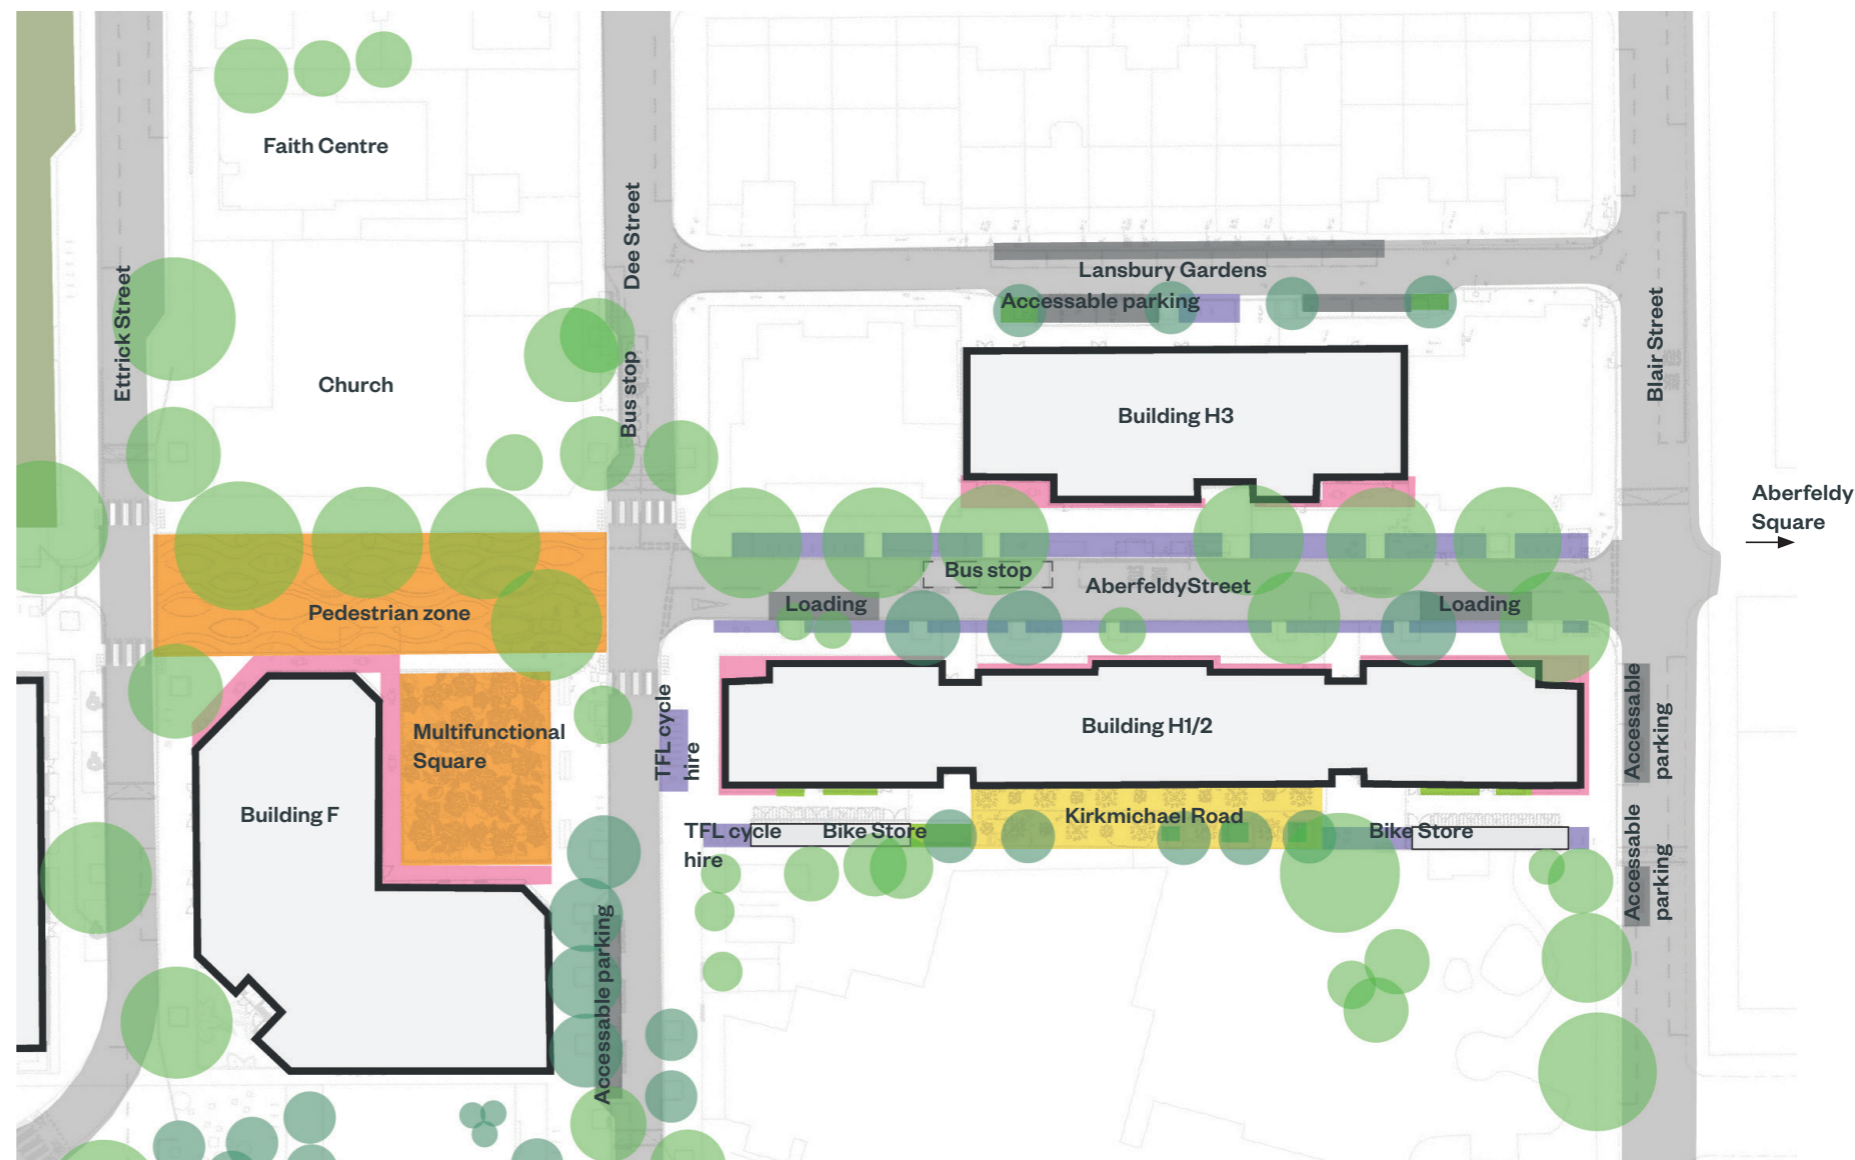 Faith Centre
Dee Street
Ettrick Street
Lansbury Gardens
Accessable parking
Blair Street
Church
Bus stop
Building H3
Aberfeldy
Square
Bus stop
AberfeldyStreet
Loading
Loading
Pedestrian zone
Multifunctional
Square
TFL cycle
hire
Building H1/2
Accessable
parking
Building F
TFL cycle
hire
Bike Store
Kirkmichael Road
Bike Store
Accessable
parking
Accessable parking